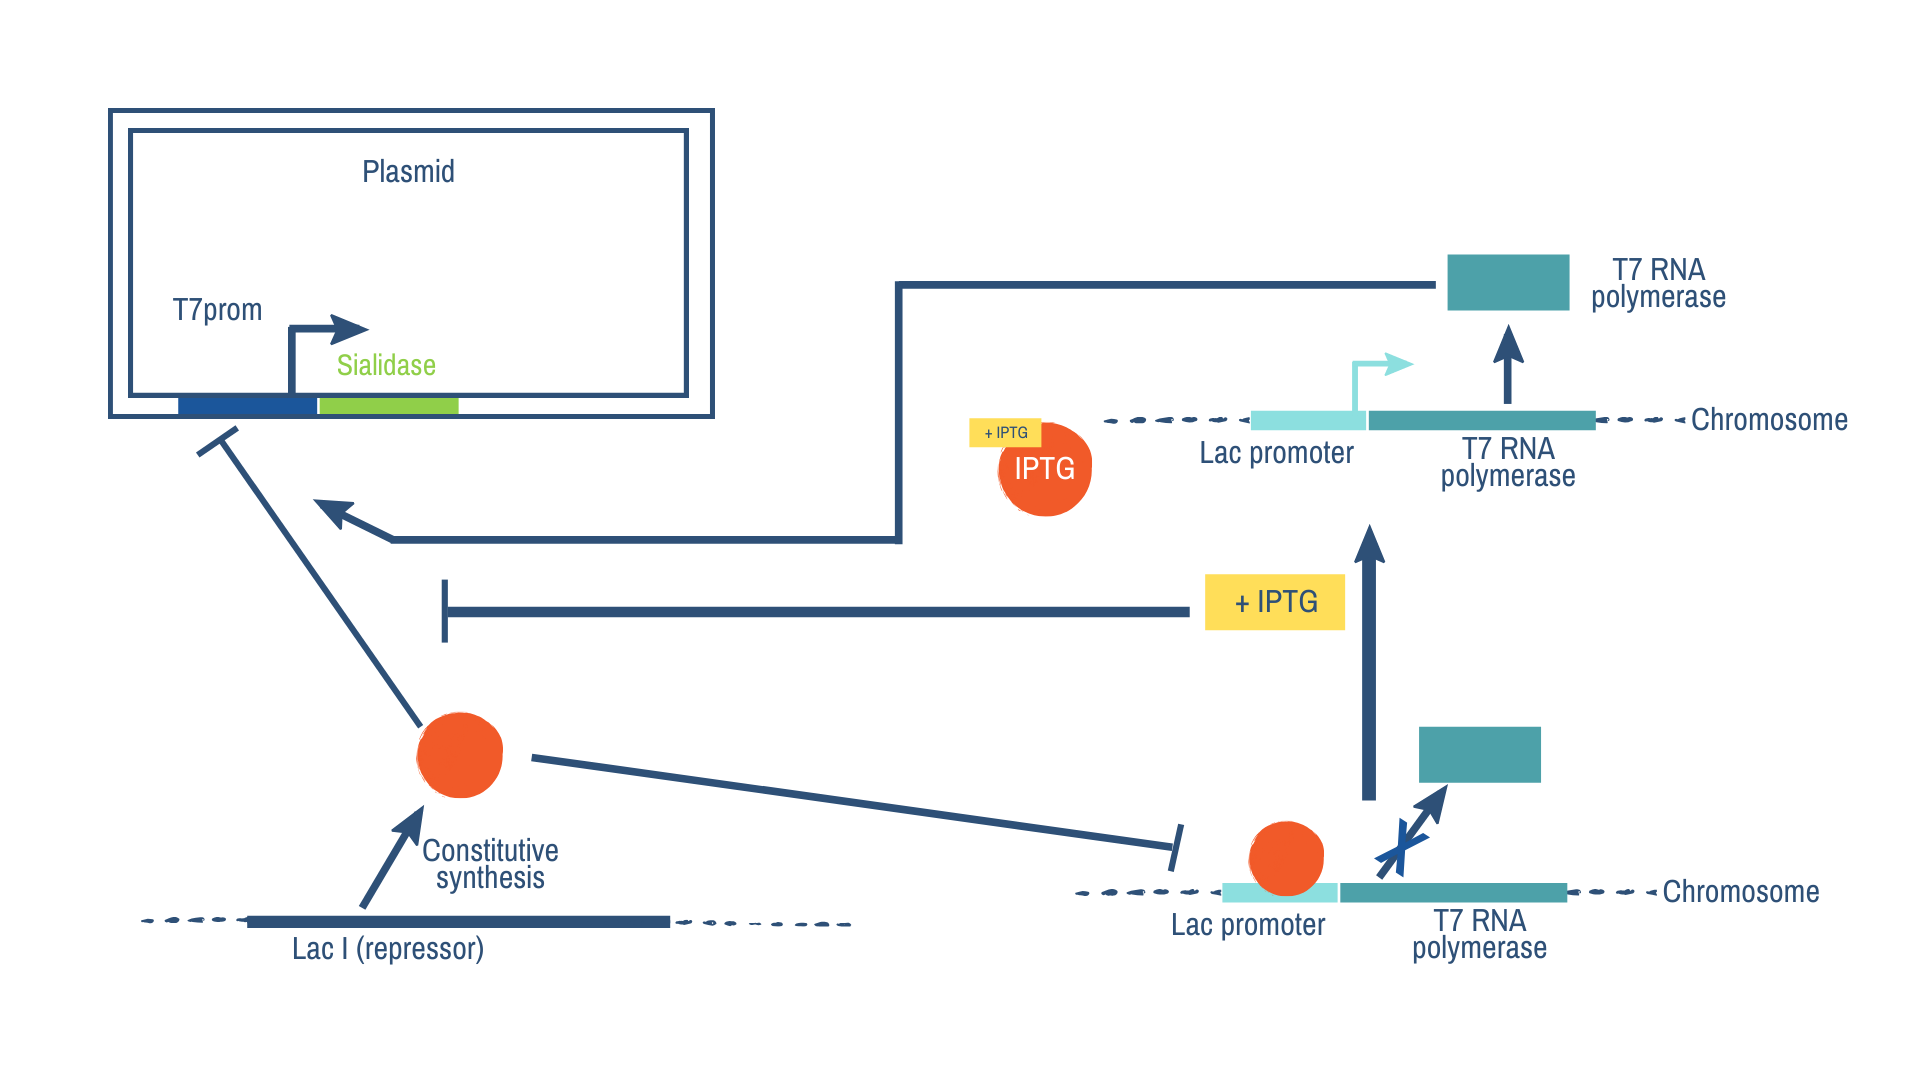 Plasmid
T7prom
Sialidase
T7 RNA
polymerase
Chromosome
Lac promoter
T7 RNA
polymerase
+ IPTG
IPTG
+ IPTG
Constitutive
synthesis
Lac I (repressor)
Lac promoter
T7 RNA
polymerase
Chromosome